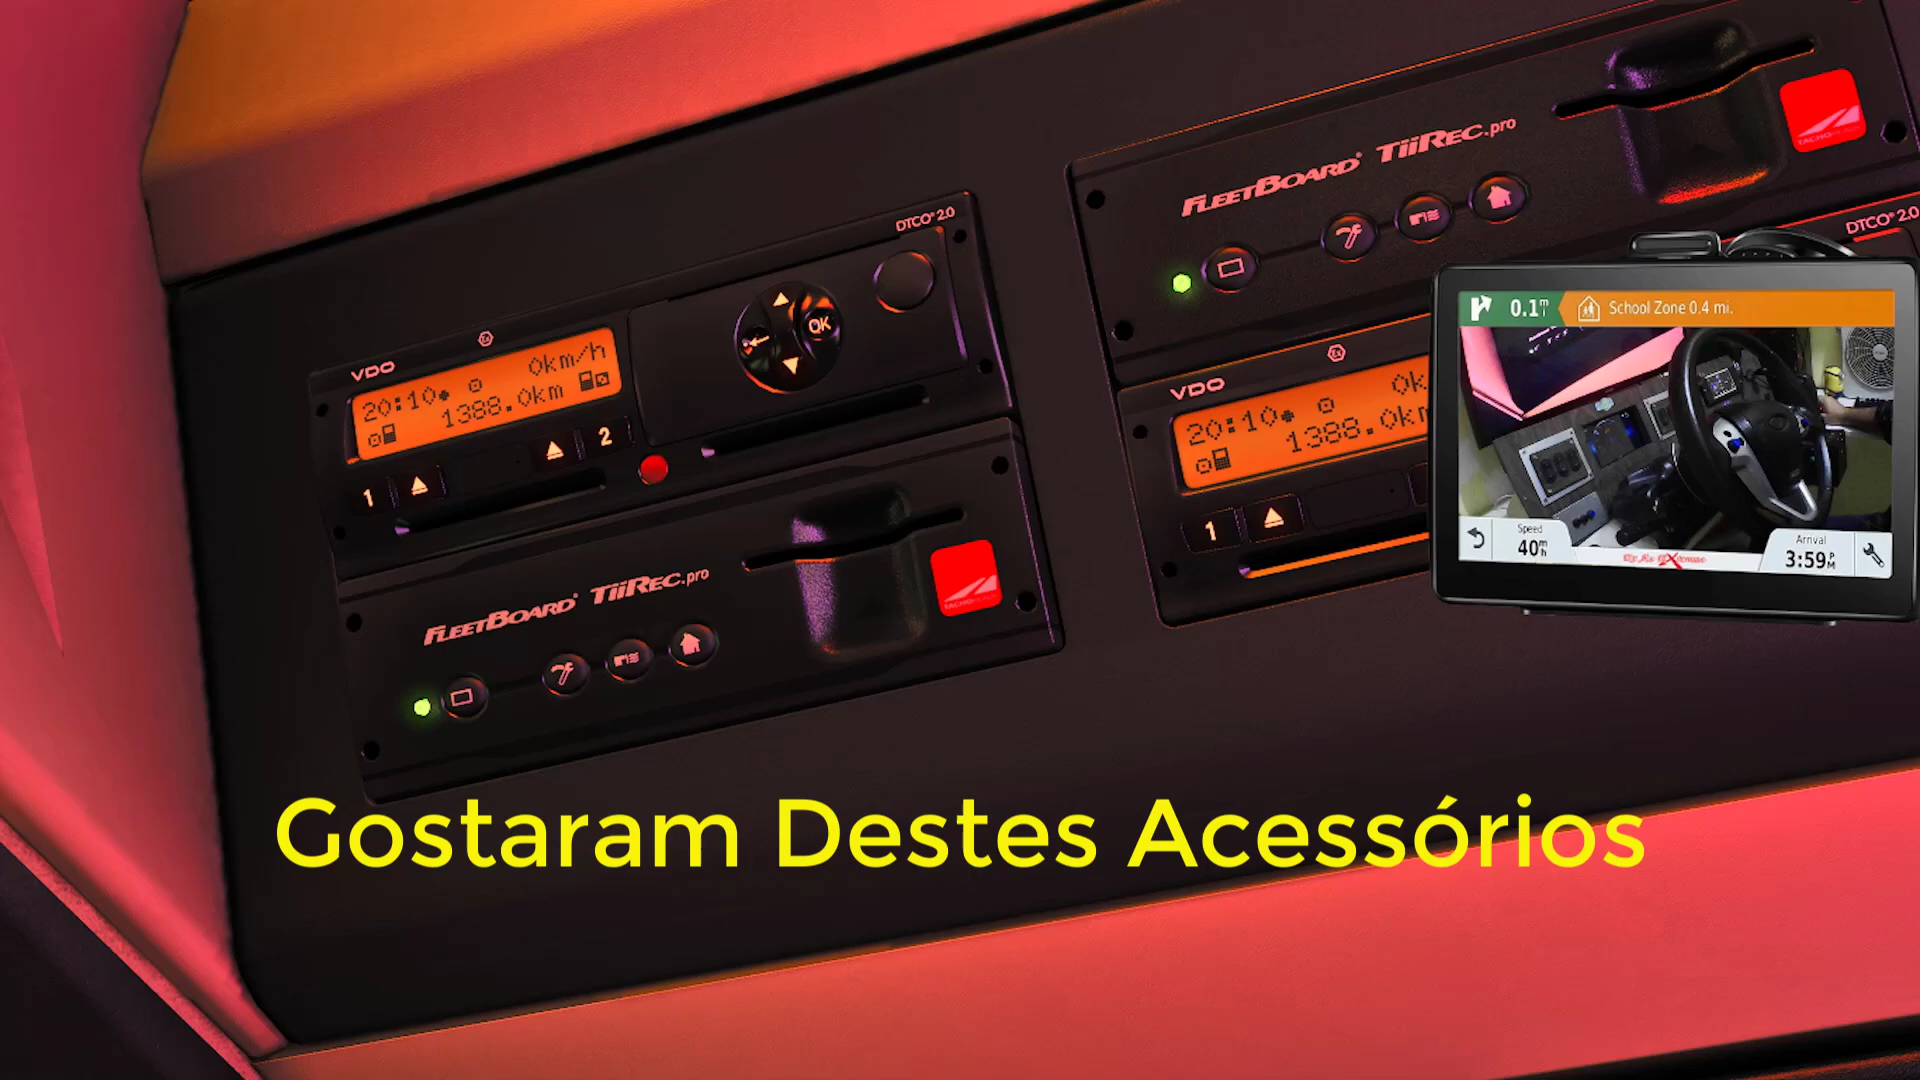 FLEETBOARD® TiiREC.pro
TACHOREADY
DTCO® 2.0
VDO
OK
20:10 0km/h
1388.0km
1
2
FLEETBOARD® TiiREC.pro
DTCO® 2.0
VDO
20:10 0k
1388.0km
1
0.1 m i
School Zone 0.4 mi.
Speed
40 m h
Arrival
3:59 P M
Gostaram Destes Acessórios